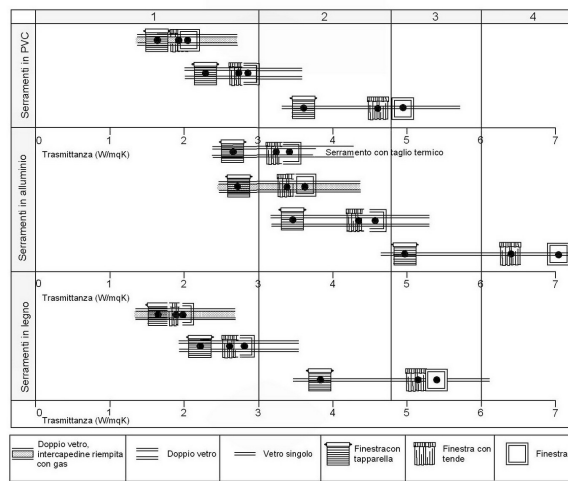 1 2 3 4
Serramenti in PVC
0 1 2 3 4 5 6 7
Trasmittanza (W/mqK)
Serramento con taglio termico
Serramenti in alluminio
Trasmittanza (W/mqK)
0 1 2 3 4 5 6 7
Serramenti in legno
0 1 2 3 4 5 6 7
Trasmittanza (W/mqK)
Doppio vetro,
intercapedine riempita
con gas
Doppio vetro
Vetro singolo
Finestracon
tapparella
Finestra con
tende
Finestra